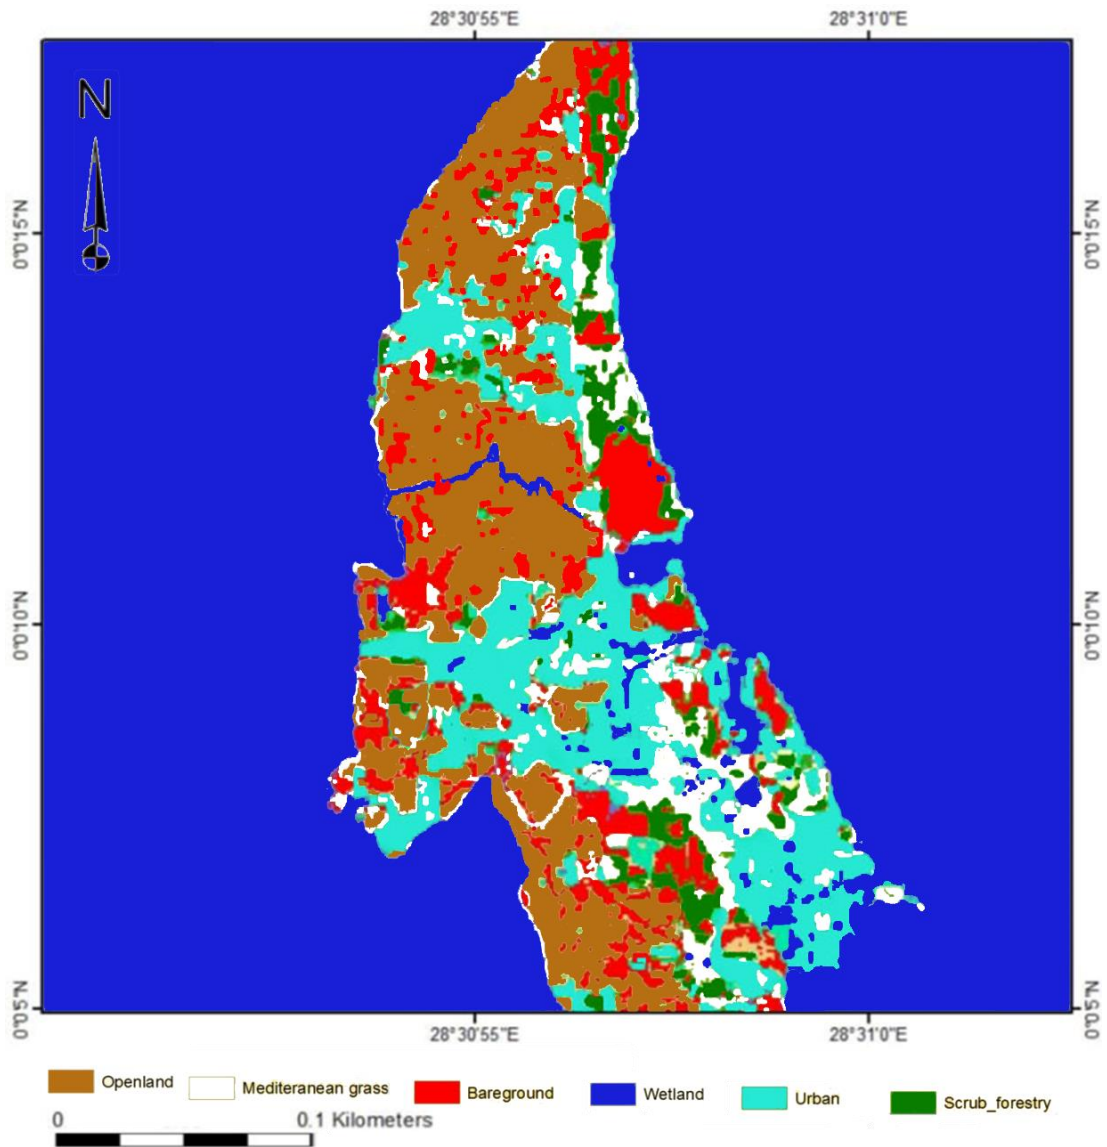 28°30'55"E 28°31'0"E
N
0°0'15"N 0°0'15"N
0°0'10"N 0°0'10"N
0°0'5"N 0°0'5"N
28°30'55"E 28°31'0"E
Openland Mediteranean grass Bareground Wetland Urban Scrub_forestry
0 0.1 Kilometers